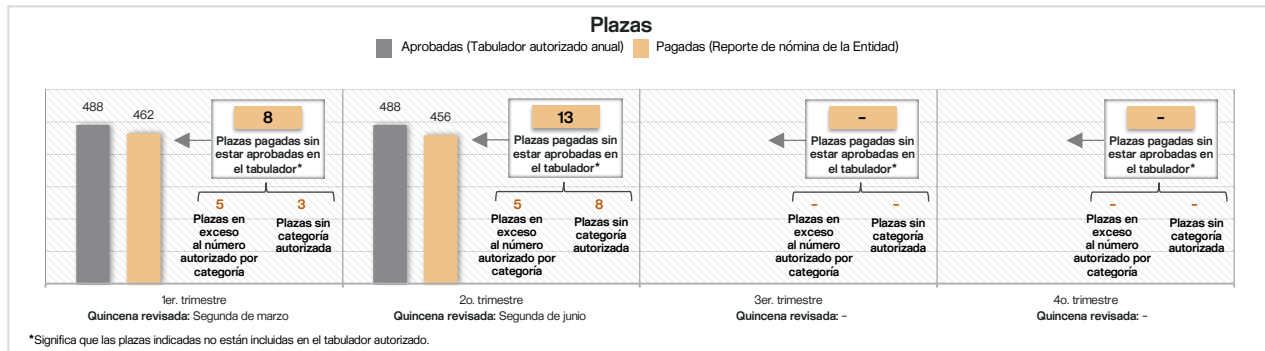 Plazas
Aprobadas (Tabulador autorizado anual) Pagadas (Reporte de nómina de la Entidad)
488
462
8
Plazas pagadas sin
estar aprobadas en
el tabulador*
5
Plazas en
exceso
al número
autorizado por
categoría
3
Plazas sin
categoría
autorizada
488
456
13
Plazas pagadas sin
estar aprobadas en
el tabulador*
5
Plazas en
exceso
al número
autorizado por
categoría
8
Plazas sin
categoría
autorizada
-
Plazas pagadas sin
estar aprobadas en
el tabulador*
-
Plazas en
exceso
al número
autorizado por
categoría
-
Plazas sin
categoría
autorizada
-
Plazas pagadas sin
estar aprobadas en
el tabulador*
-
Plazas en
exceso
al número
autorizado por
categoría
-
Plazas sin
categoría
autorizada
1er. trimestre
Quincena revisada: Segunda de marzo
2o. trimestre
Quincena revisada: Segunda de junio
3er. trimestre
Quincena revisada: -
4o. trimestre
Quincena revisada: -
*Significa que las plazas indicadas no están incluidas en el tabulador autorizado.